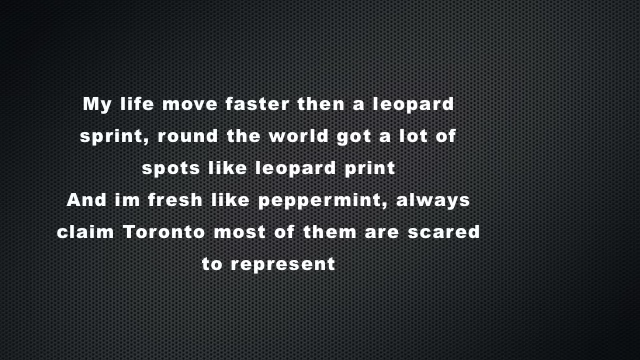 My life move faster then a leopard
sprint, round the world got a lot of
spots like leopard print
And im fresh like peppermint, always
claim Toronto most of them are scared
to represent